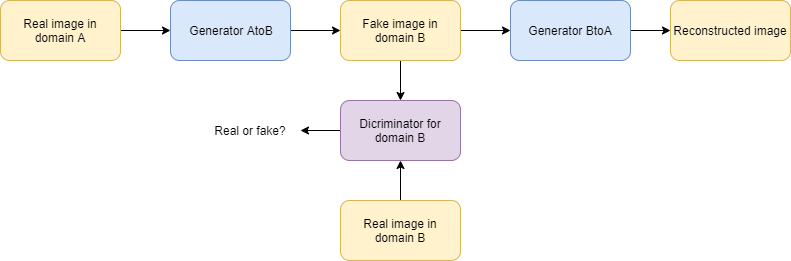 Real image in
domain A
Generator AtoB
Fake image in
domain B
Generator BtoA
Reconstructed image
Real or fake?
Dicriminator for
domain B
Real image in
domain B